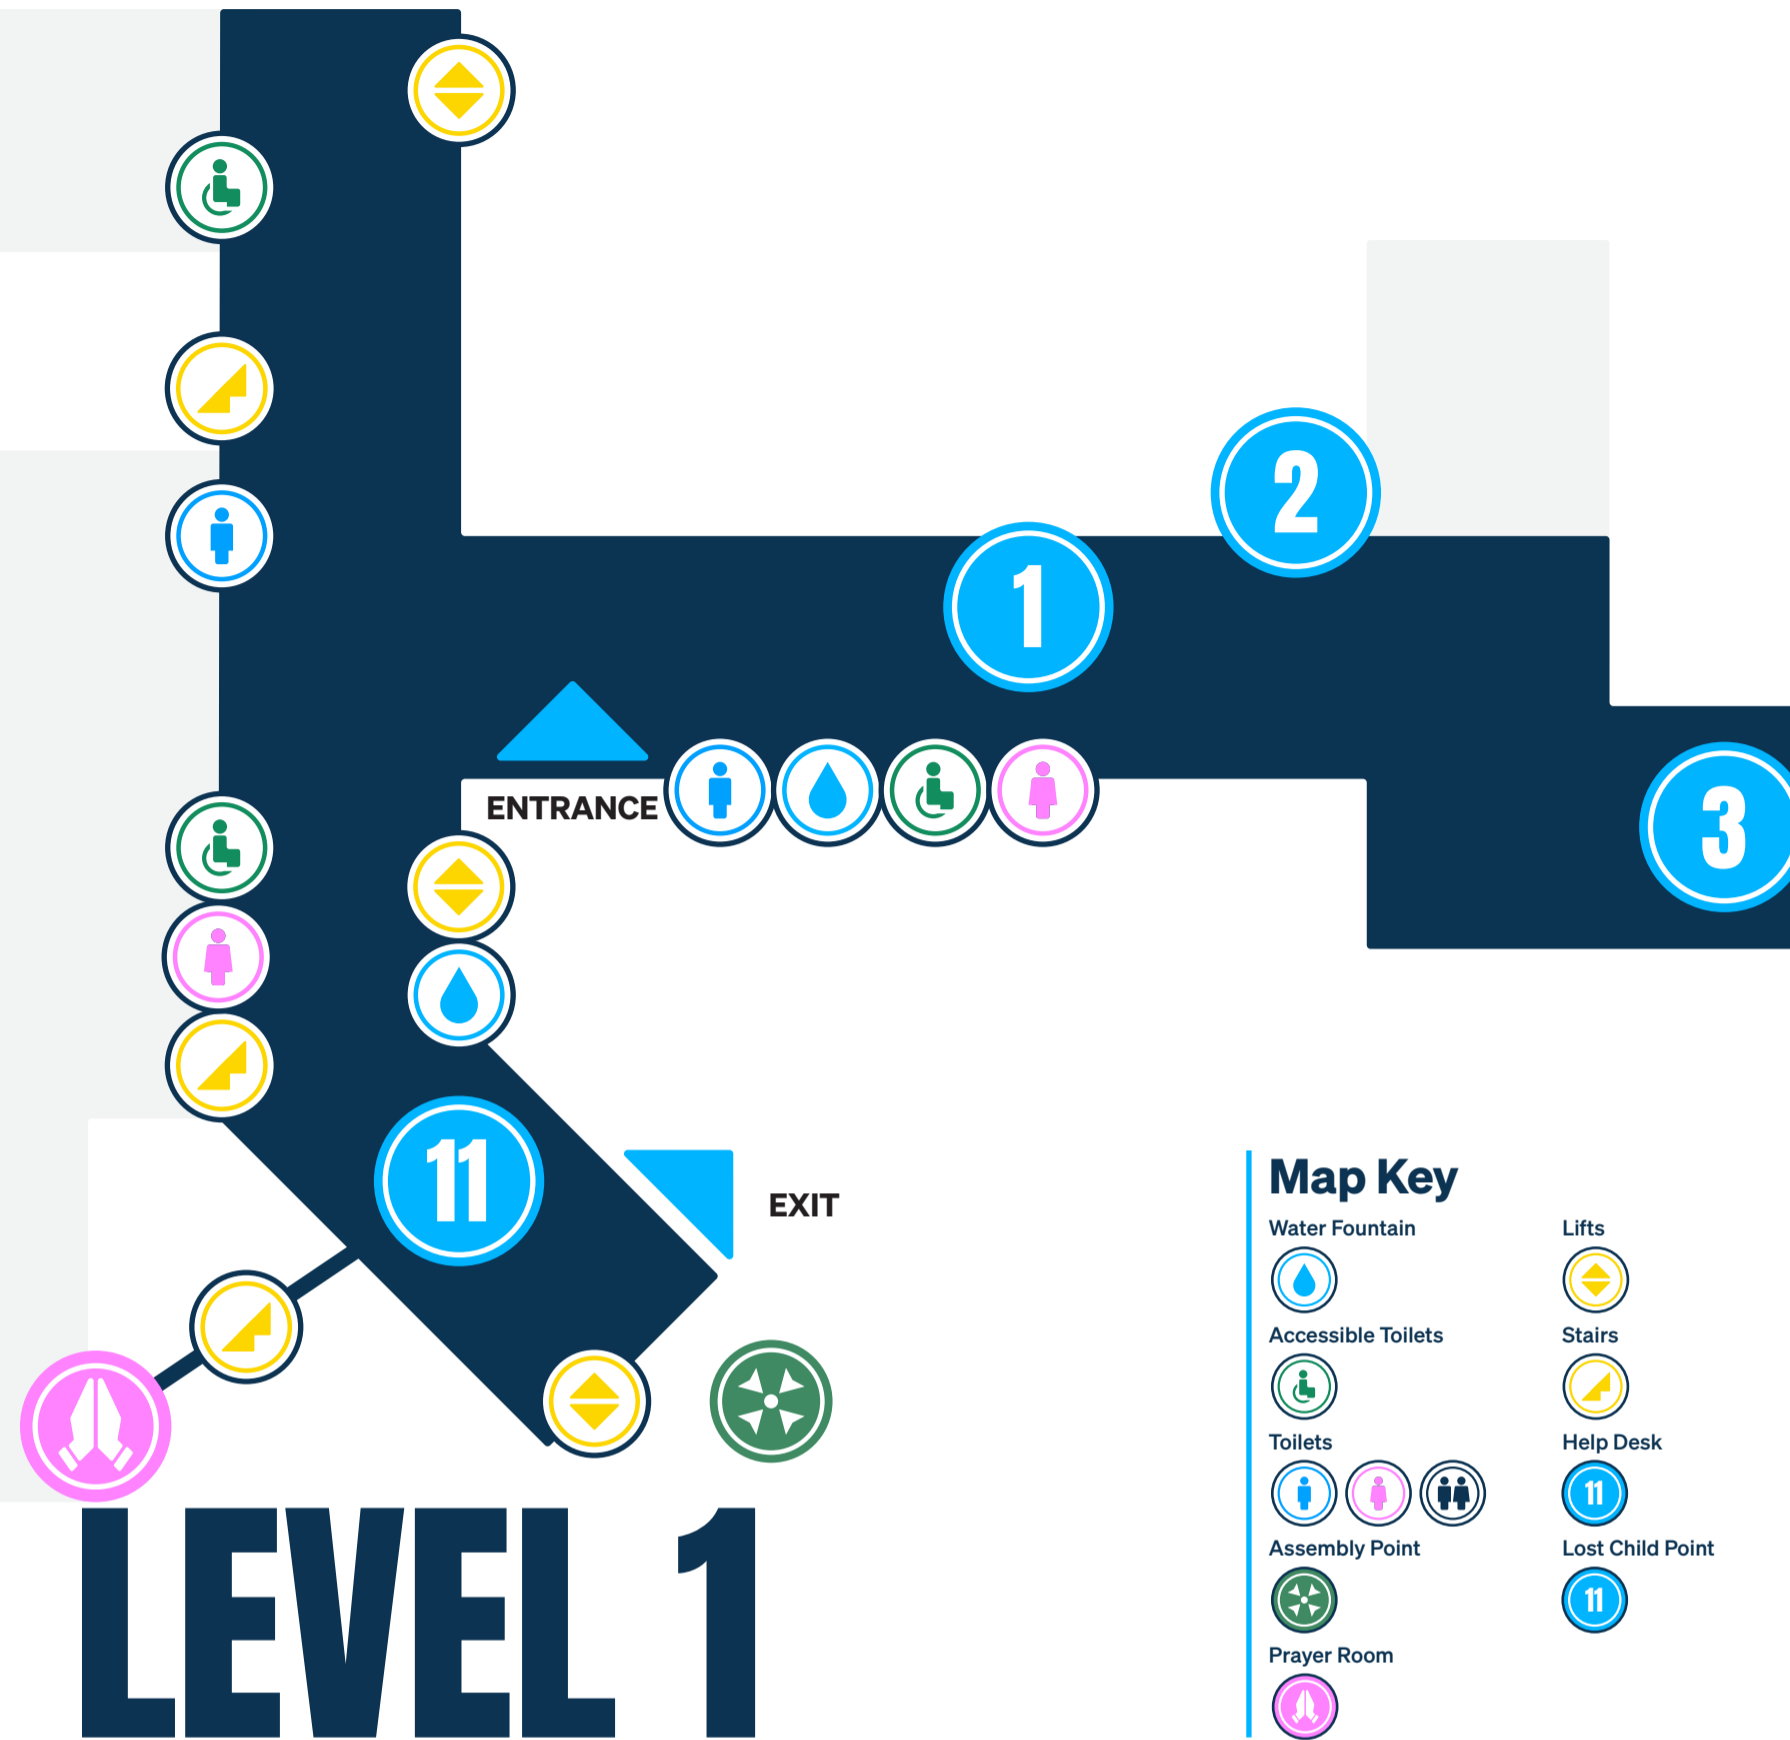 2
1
3
ENTRANCE
11
EXIT
Map Key
Water Fountain
Lifts
Accessible Toilets
Stairs
Toilets
Help Desk
11
Assembly Point
Lost Child Point
11
Prayer Room
LEVEL 1